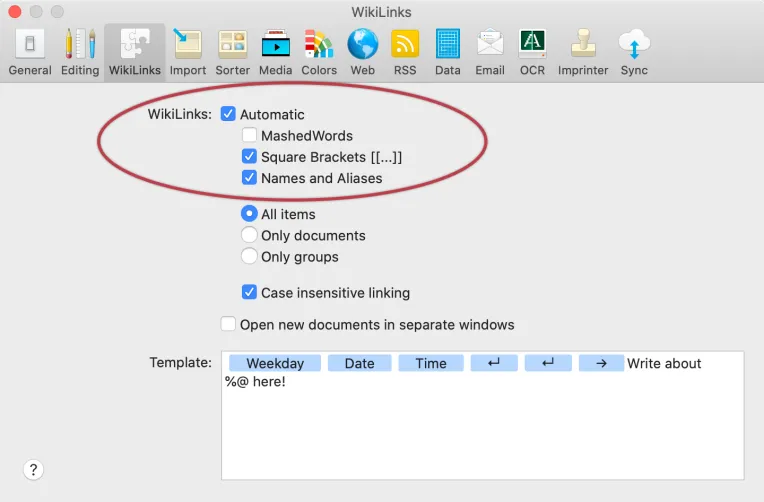 WikiLinks
General Editing WikiLinks Import Sorter Media Colors Web RSS Data Email OCR Imprinter Sync
WikiLinks: Automatic
MashedWords
Square Brackets [[...]]
Names and Aliases
All items
Only documents
Only groups
Case insensitive linking
Open new documents in separate windows
Template: Weekday Date Time ↵ ↵ → Write about
%@ here!
?